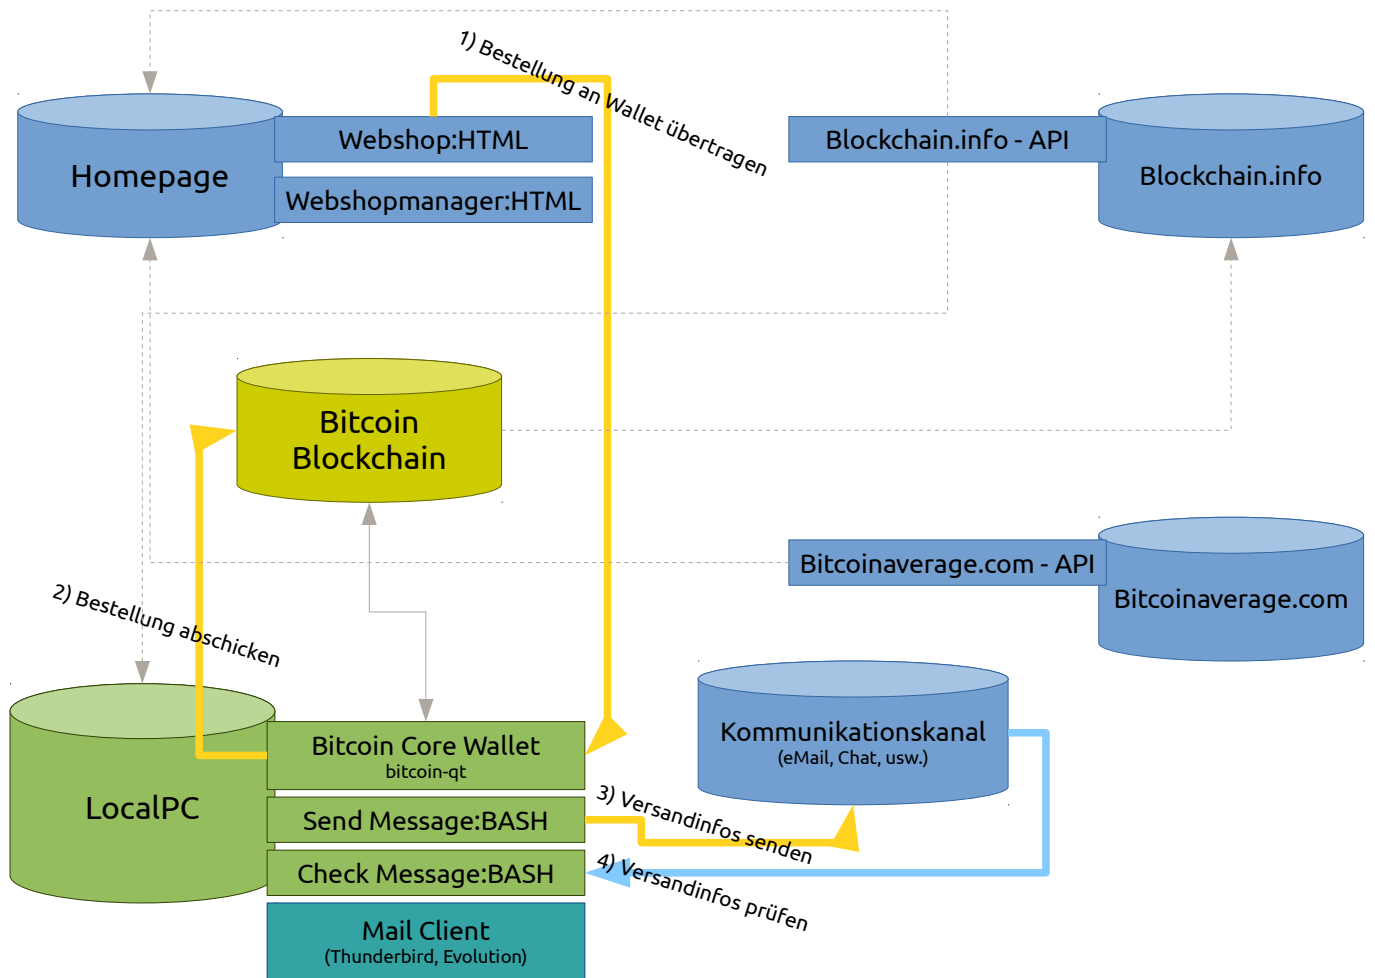 1) Bestellung an Wallet übertragen
Homepage
Webshop:HTML
Webshopmanager:HTML
Blockchain.info - API
Blockchain.info
Bitcoin
Blockchain
Bitcoinaverage.com - API
Bitcoinaverage.com
2) Bestellung abschicken
LocalPC
Bitcoin Core Wallet
bitcoin-qt
Send Message:BASH
Check Message:BASH
Mail Client
(Thunderbird, Evolution)
Kommunikationskanal
(eMail, Chat, usw.)
3) Versandinfos senden
4) Versandinfos prüfen